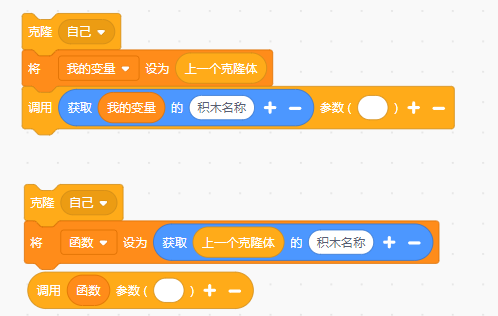 克隆 自己
将 我的变量 设为 上一个克隆体
调用 获取 我的变量 的 积木名称 + − 参数 ( ) + −
克隆 自己
将 函数 设为 获取 上一个克隆体 的 积木名称 + −
调用 函数 参数 ( ) + −